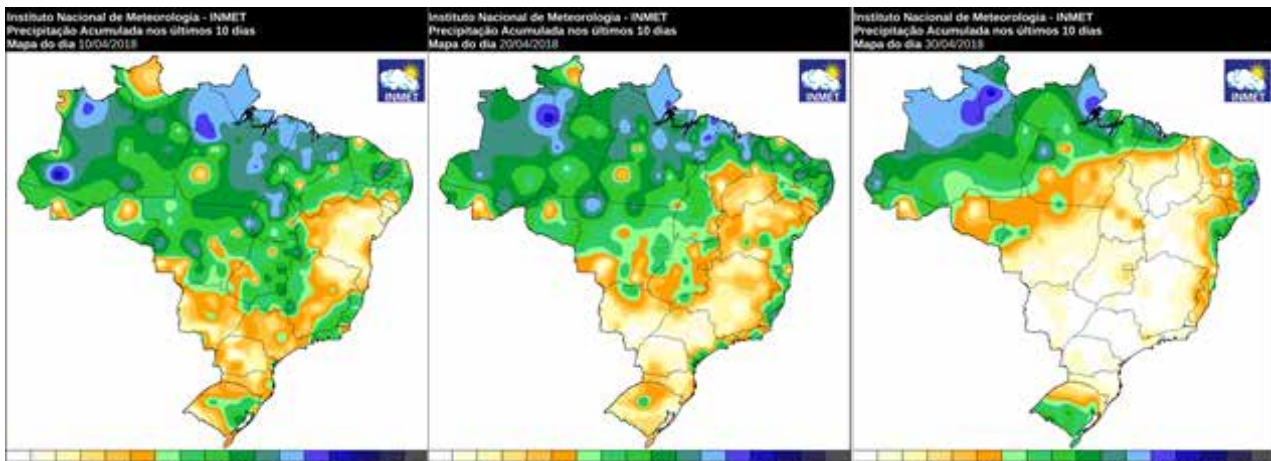 Instituto Nacional de Meteorologia - INMET
Precipitação Acumulada nos últimos 10 dias
Mapa do dia 10/04/2018
INMET
Instituto Nacional de Meteorologia - INMET
Precipitação Acumulada nos últimos 10 dias
Mapa do dia 20/04/2018
INMET
Instituto Nacional de Meteorologia - INMET
Precipitação Acumulada nos últimos 10 dias
Mapa do dia 30/04/2018
INMET